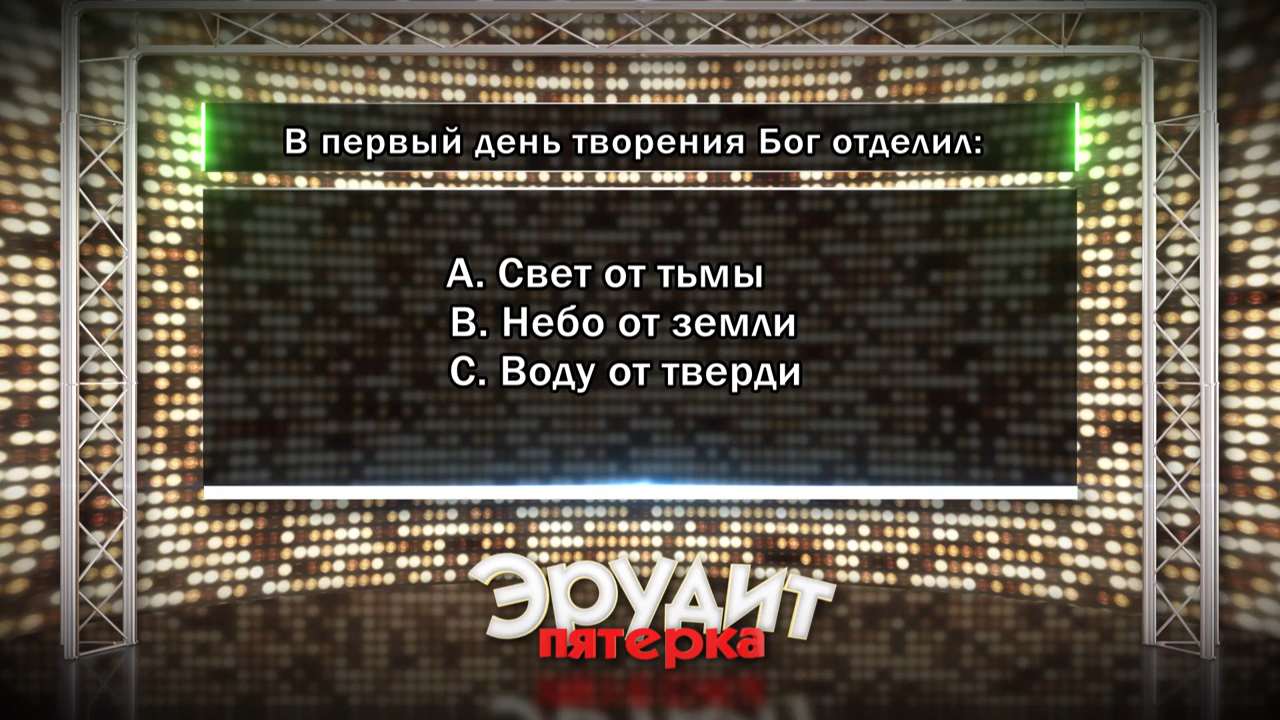 В первый день творения Бог отделил:
А. Свет от тьмы
В. Небо от земли
С. Воду от тверди
Эрудит
пятерка